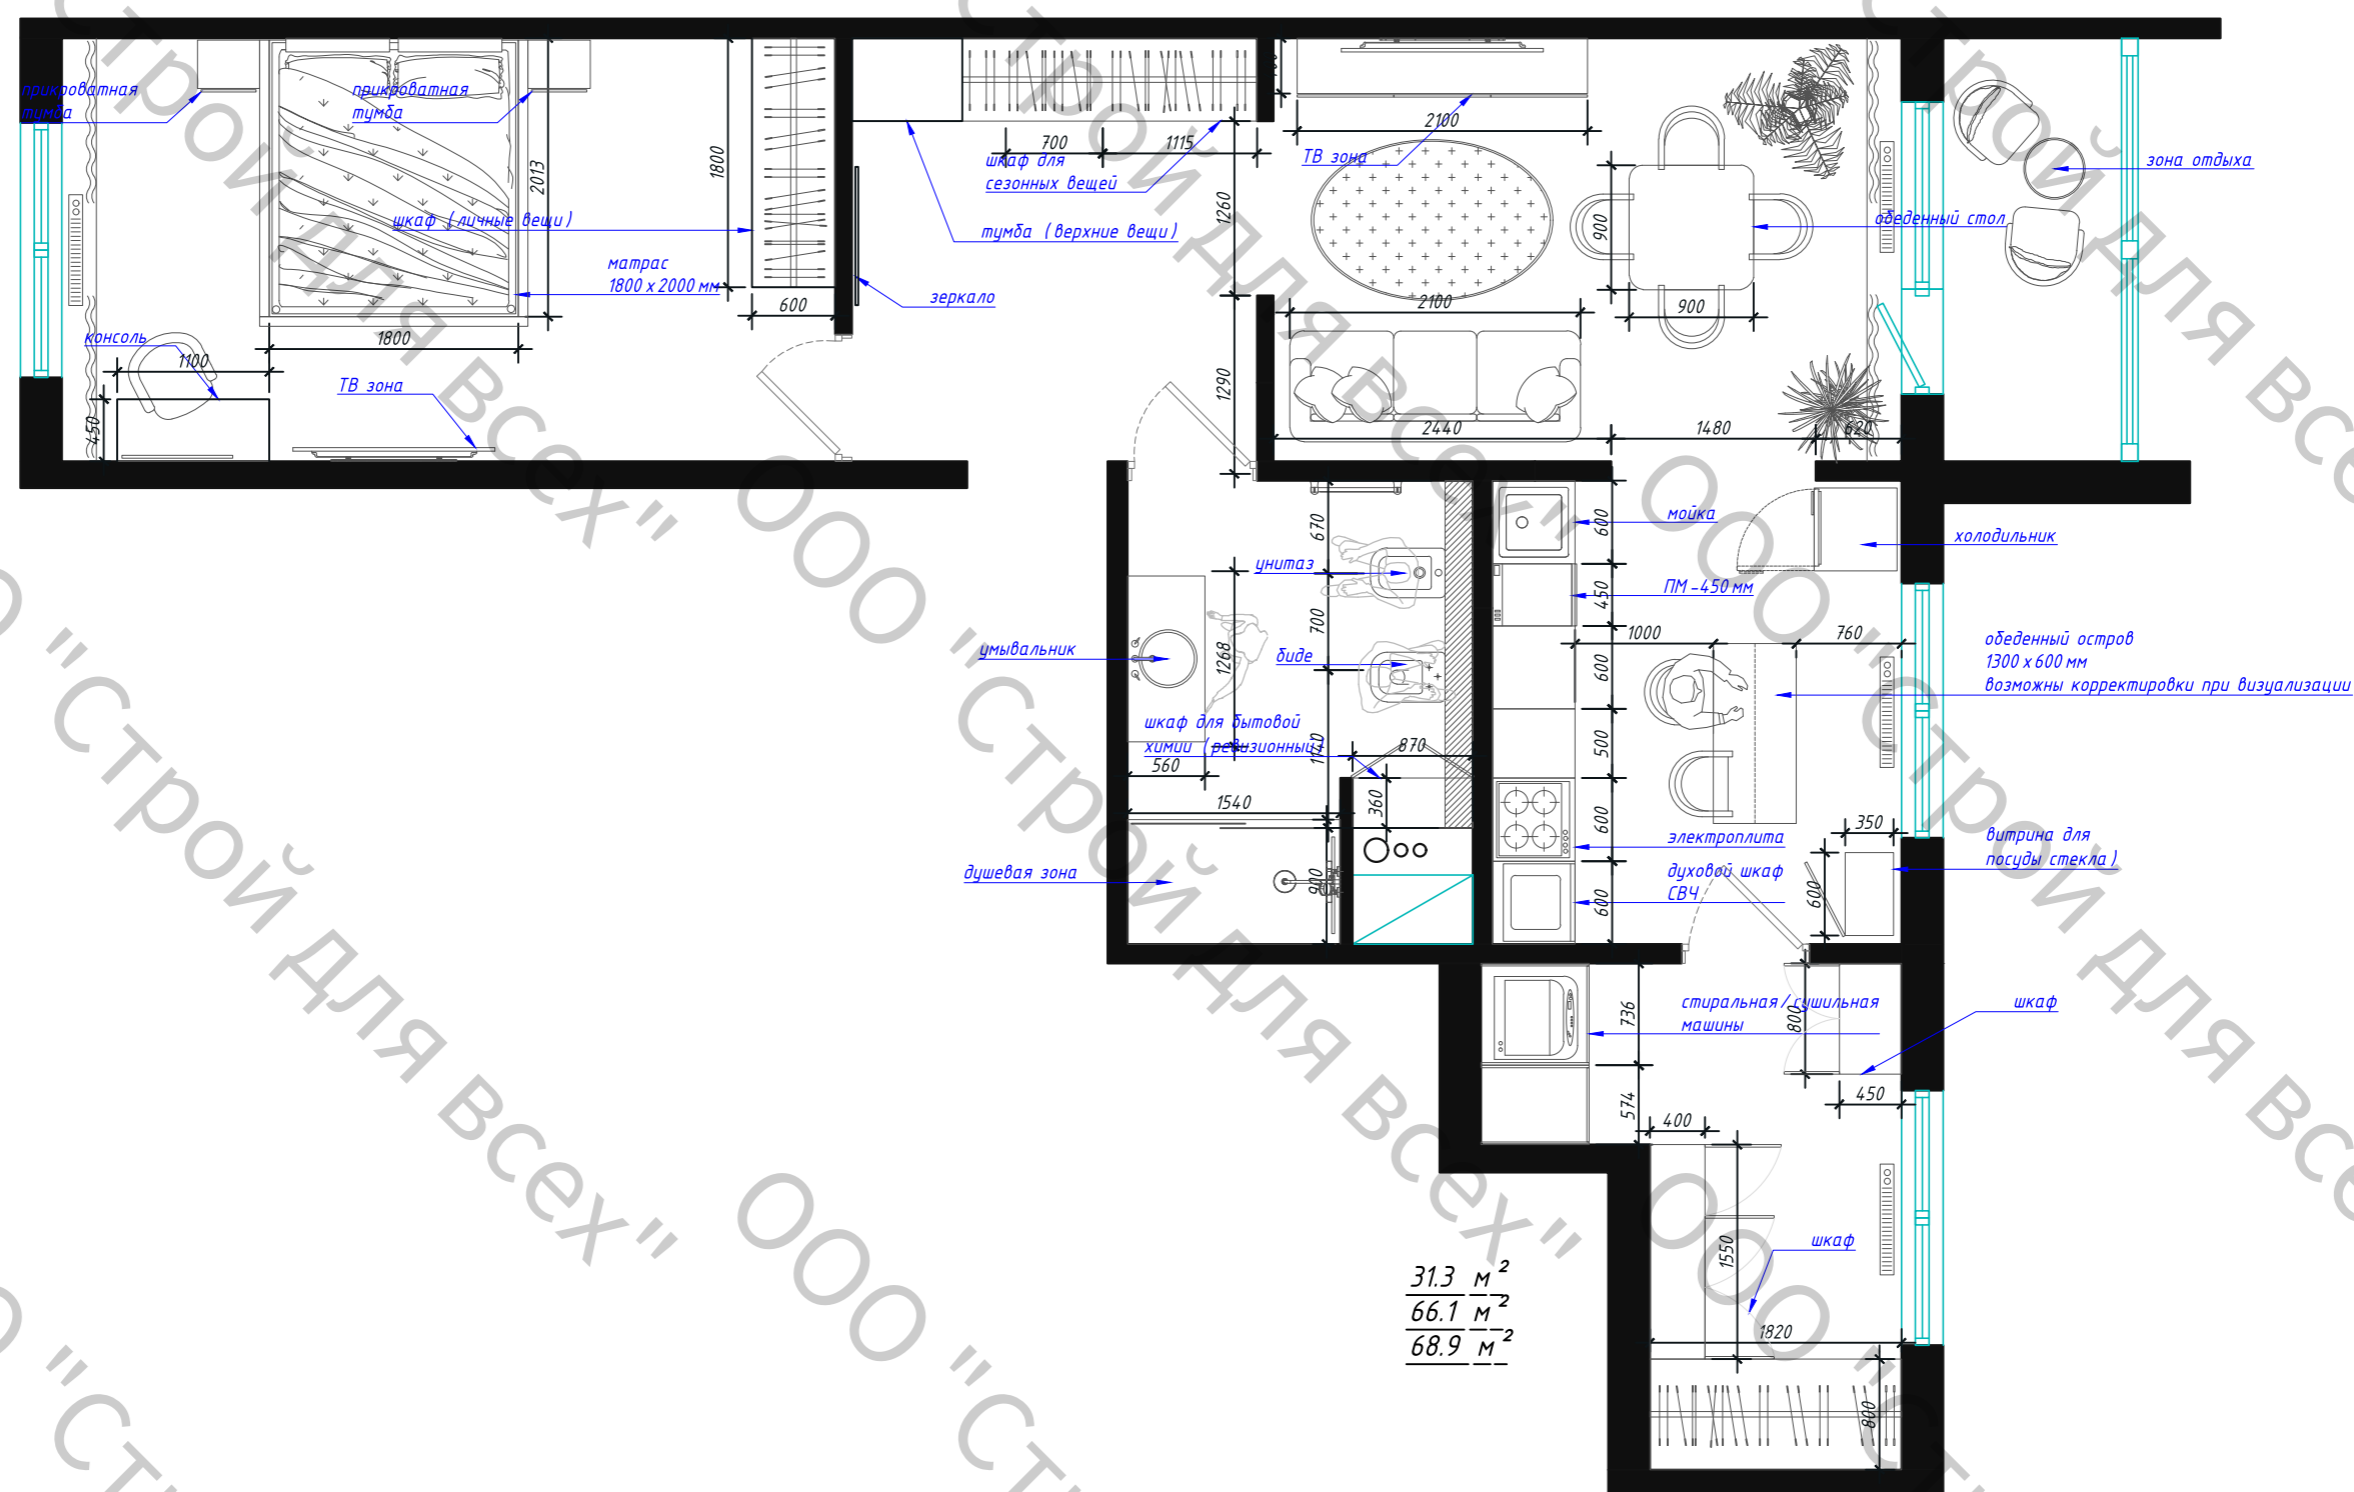 прикроватная
тумба
прикроватная
тумба
2013
1800
шкаф (личные вещи)
матрас
1800 х 2000 мм
600
консоль
1100
1800
ТВ зона
450
700
1115
шкаф для
сезонных вещей
1260
тумба (верхние вещи)
зеркало
1290
2100
ТВ зона
900
обеденный стол
зона отдыха
2100
900
2440
1480
620
670
унитаз
умывальник
1268
700
биде
шкаф для бытовой
химии (ревизионный)
1140
870
560
1540
360
душевая зона
900
600
мойка
холодильник
450
ПМ -450 мм
1000
760
обеденный остров
1300 х 600 мм
возможны корректировки при визуализации
600
500
600
350
электроплита
витрина для
посуды стекла)
духовой шкаф
СВЧ
600
600
736
стиральная/сушильная
машины
800
шкаф
574
450
400
1550
шкаф
31.3 м²
66.1 м²
68.9 м²
1820
800
ООО "Строй для всех"
ООО "Строй для всех"